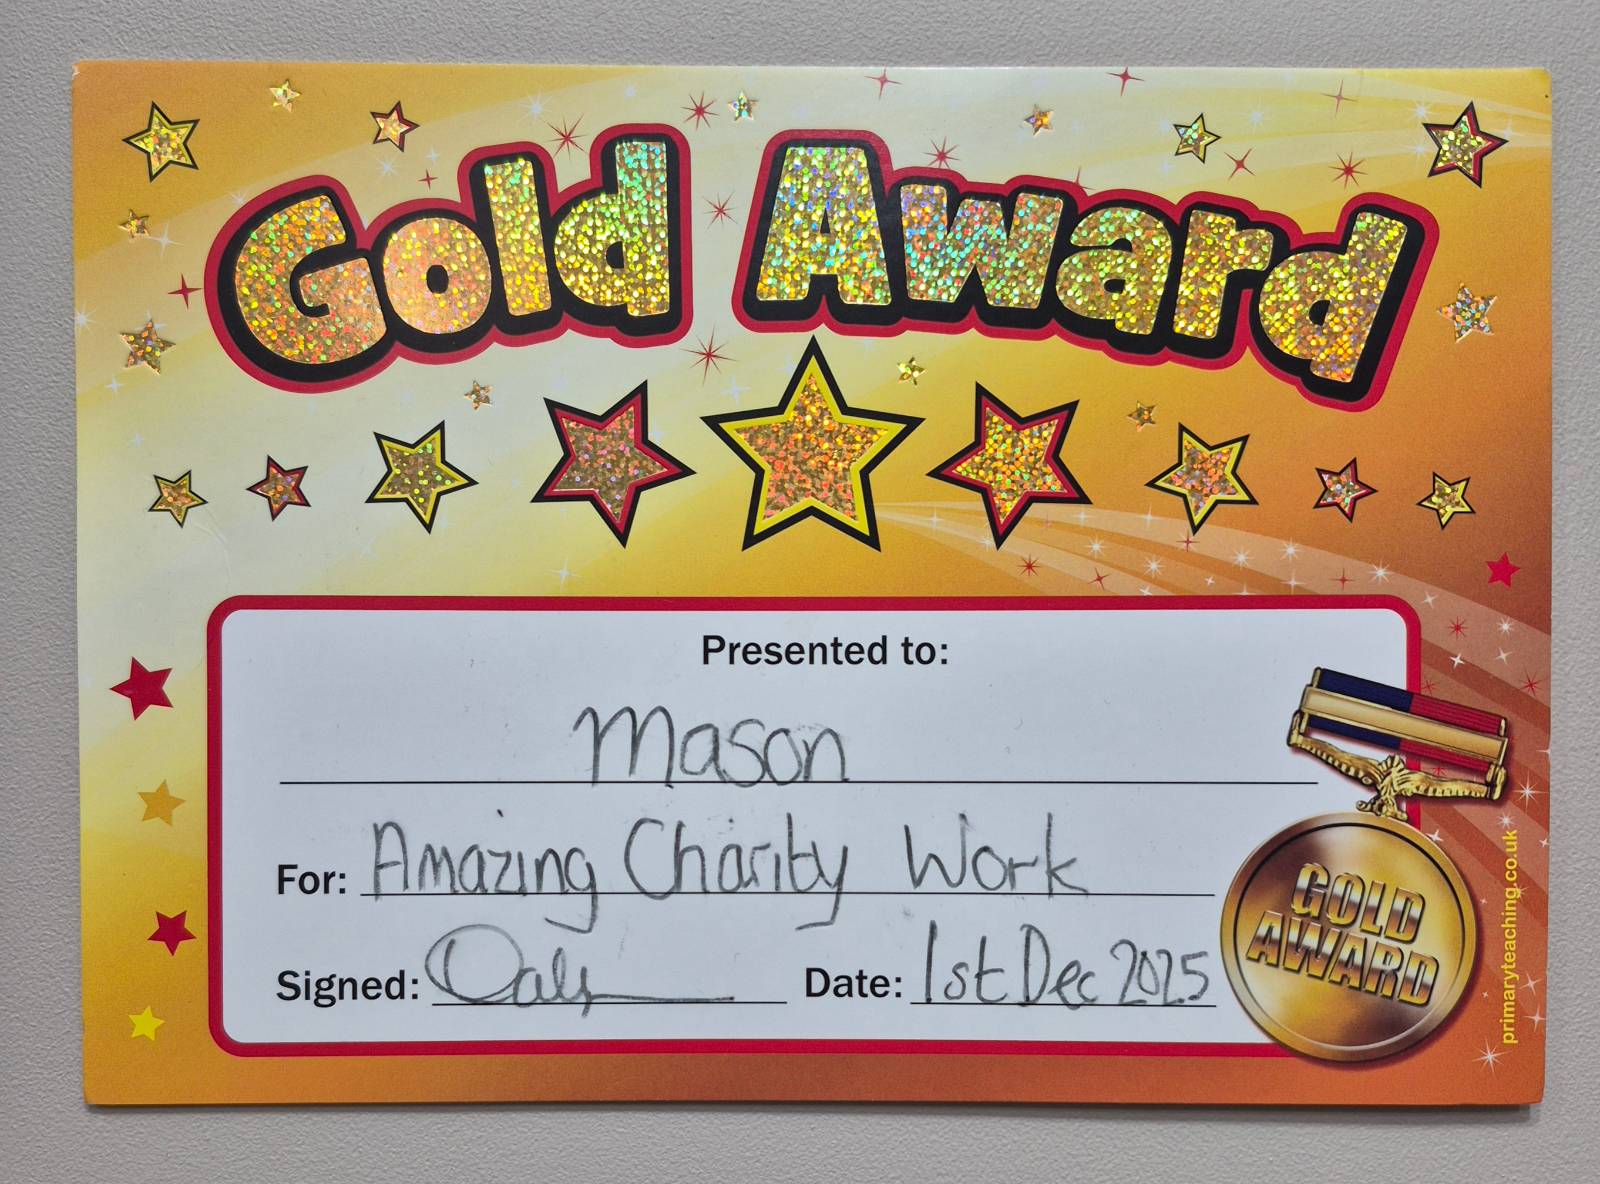 Gold Award
Presented to:
Mason
For: Amazing Charity Work
Signed:
Date: 1st Dec 2025
GOLD
AWARD
primaryteaching.co.uk